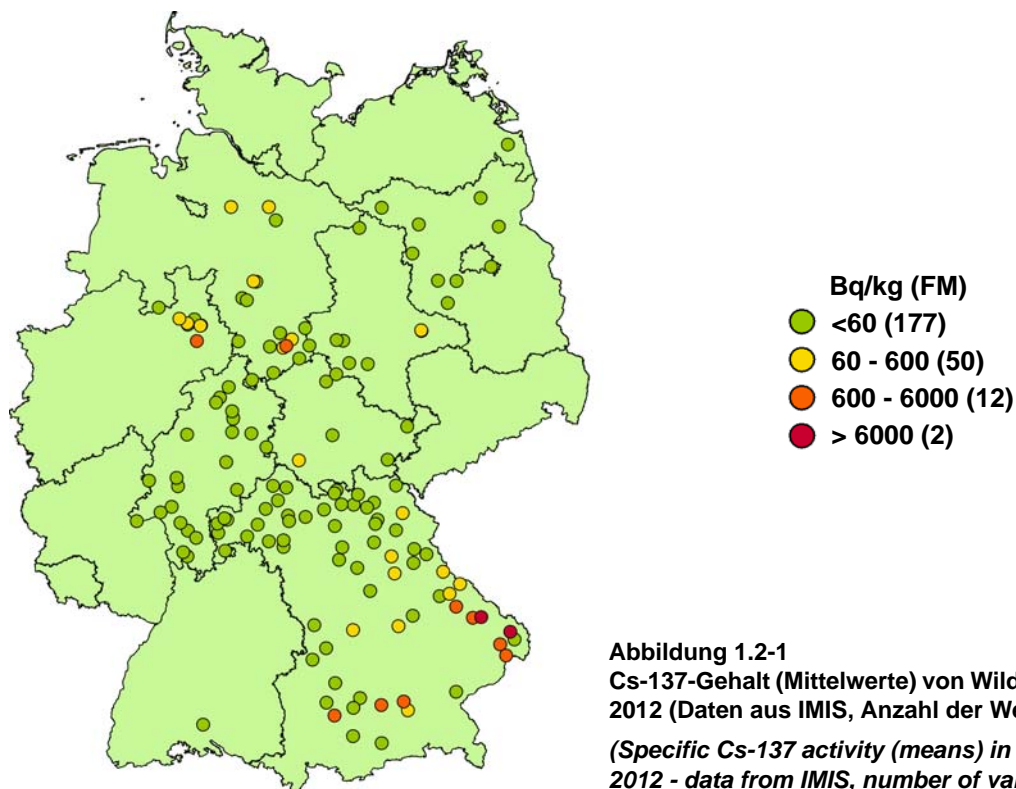 Bq/kg (FM)
<60 (177)
60 - 600 (50)
600 - 6000 (12)
> 6000 (2)
Abbildung 1.2-1
Cs-137-Gehalt (Mittelwerte) von Wild
2012 (Daten aus IMIS, Anzahl der
(Specific Cs-137 activity (means) in
2012 - data from IMIS, number of